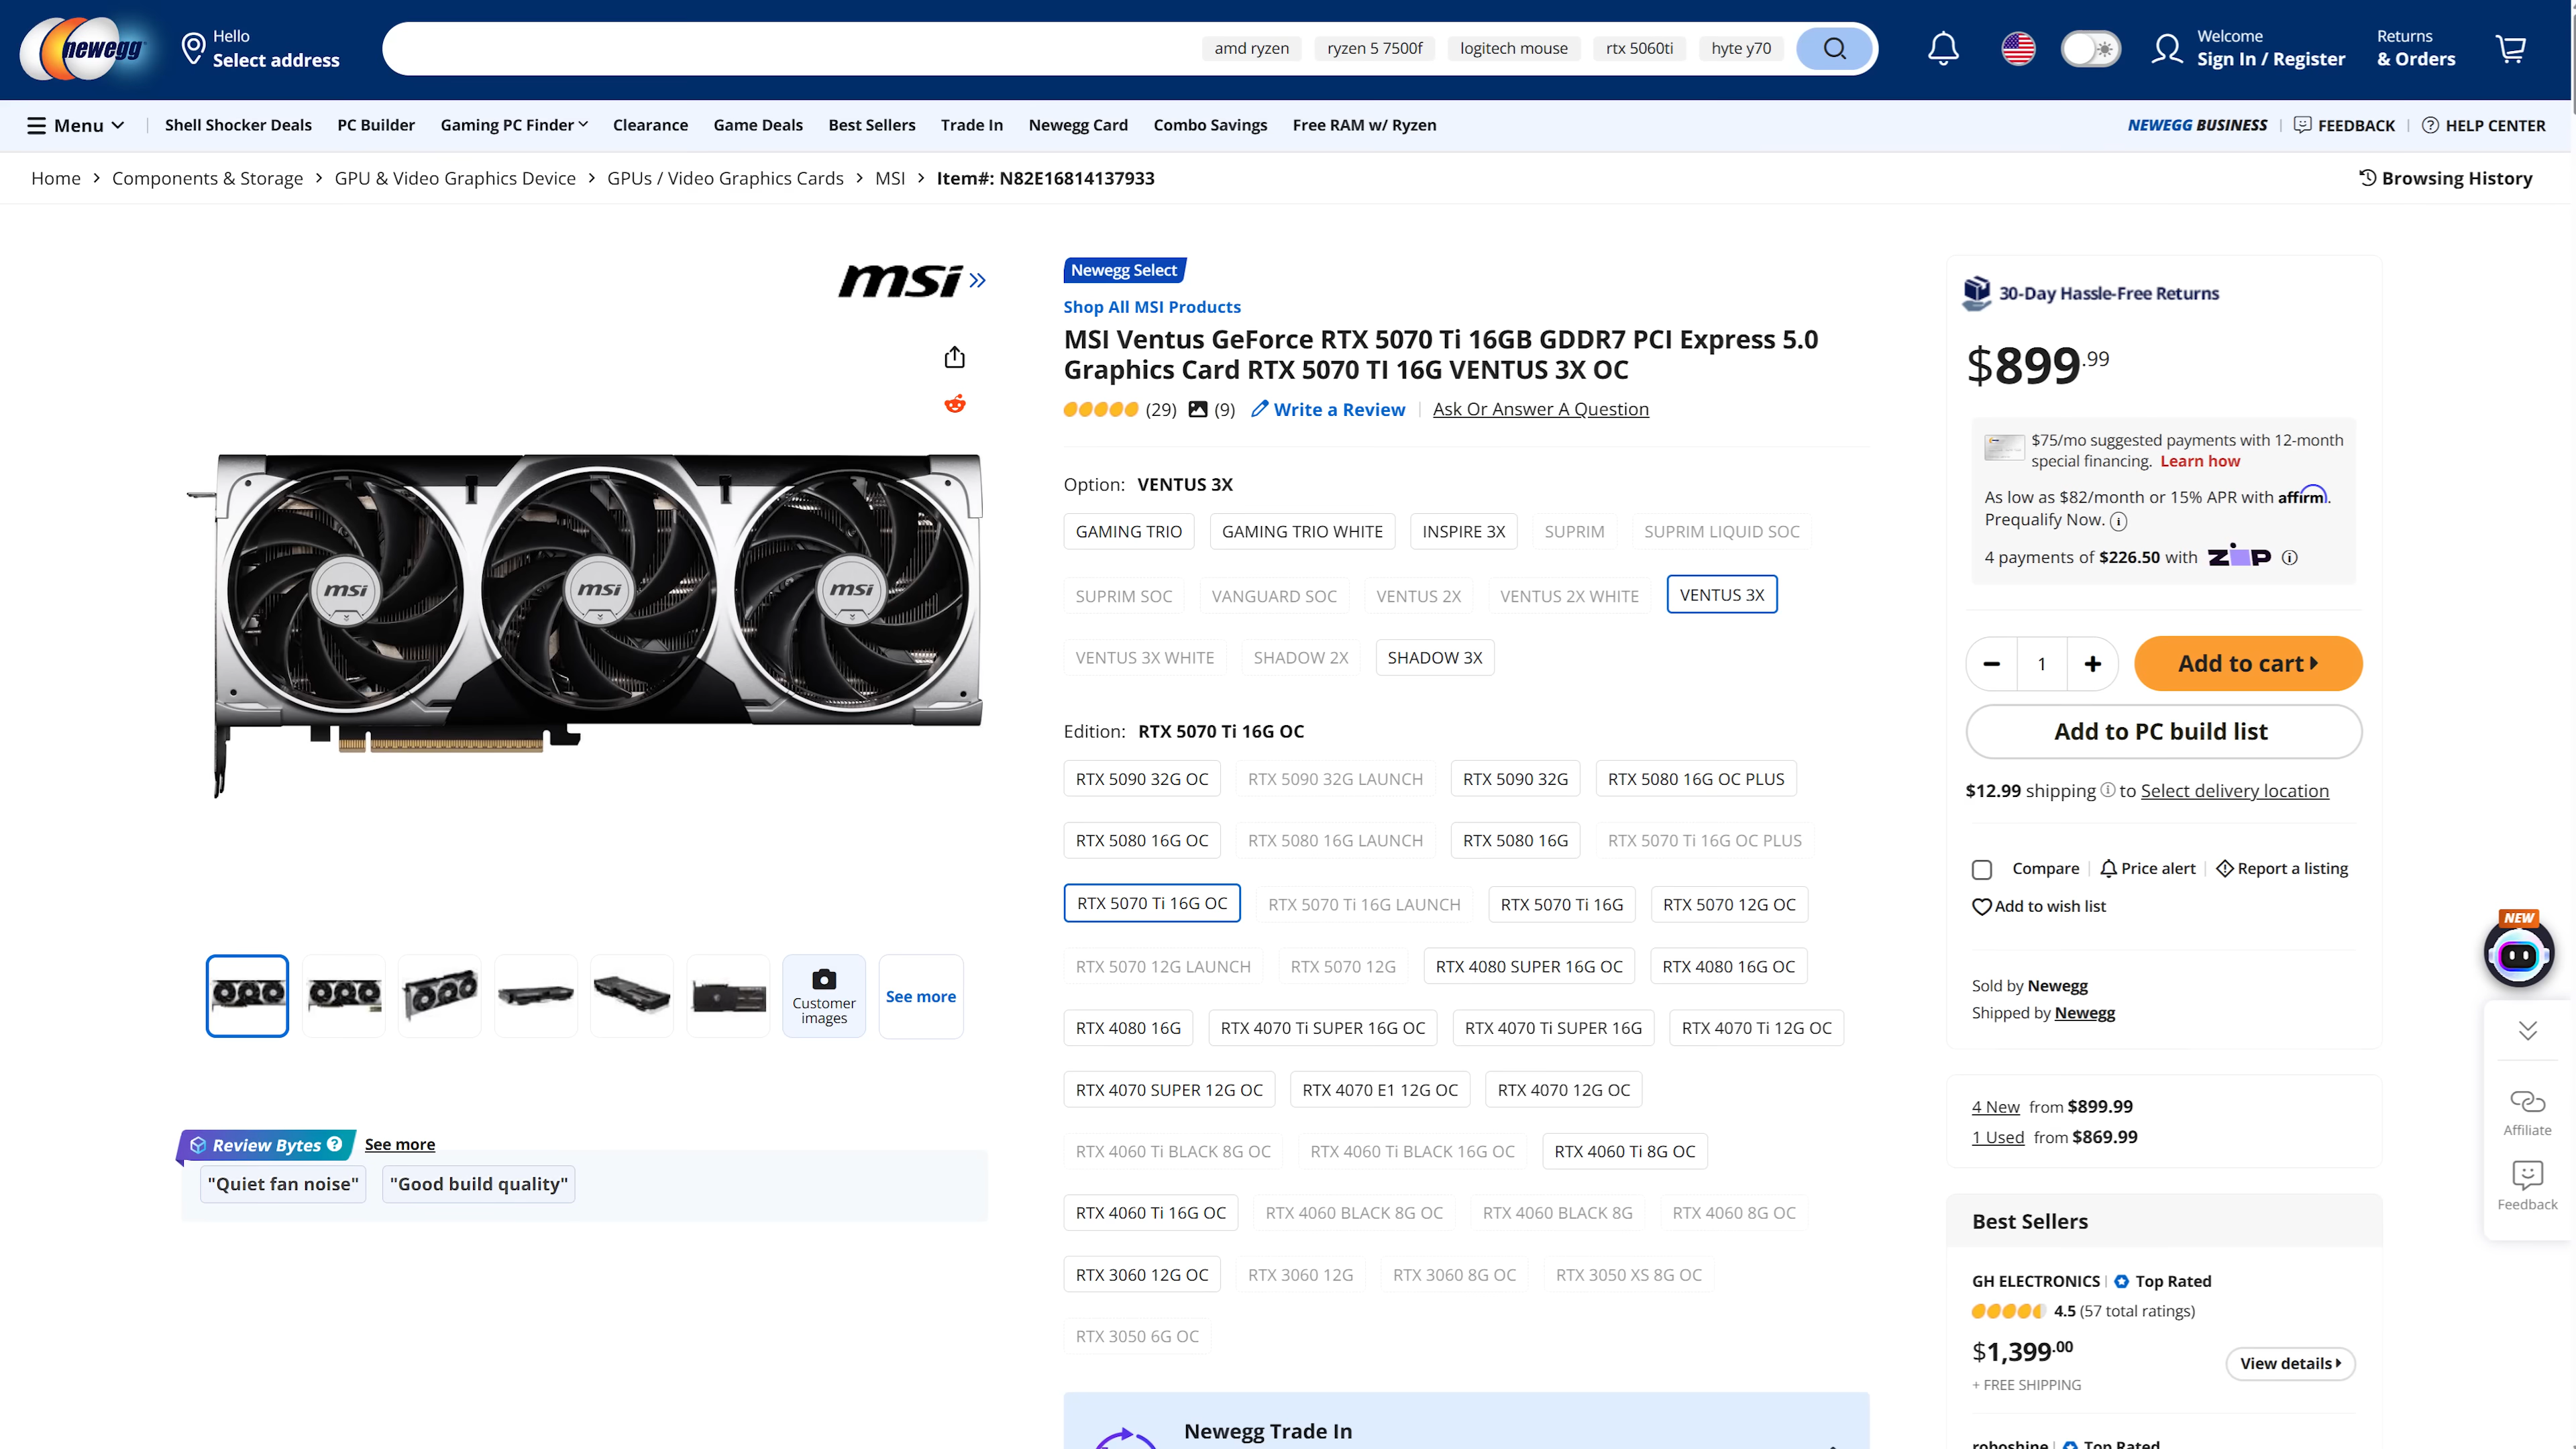 newegg
Hello
Select address
amd ryzen
ryzen 5 7500f
logitech mouse
rtx 5060ti
hyte y70
Welcome
Sign In / Register
Returns
& Orders
Menu
Shell Shocker Deals
PC Builder
Gaming PC Finder
Clearance
Game Deals
Best Sellers
Trade In
Newegg Card
Combo Savings
Free RAM w/ Ryzen
NEWEGG BUSINESS
FEEDBACK
HELP CENTER
Home > Components & Storage > GPU & Video Graphics Device > GPUs / Video Graphics Cards > MSI > Item#: N82E16814137933
Browsing History
msi
msi
msi
msi
Customer
images
See more
Review Bytes
See more
"Quiet fan noise"
"Good build quality"
Newegg Select
Shop All MSI Products
MSI Ventus GeForce RTX 5070 Ti 16GB GDDR7 PCI Express 5.0
Graphics Card RTX 5070 TI 16G VENTUS 3X OC
(29) (9) Write a Review | Ask Or Answer A Question
Option: VENTUS 3X
GAMING TRIO
GAMING TRIO WHITE
INSPIRE 3X
SUPRIM
SUPRIM LIQUID SOC
SUPRIM SOC
VANGUARD SOC
VENTUS 2X
VENTUS 2X WHITE
VENTUS 3X
VENTUS 3X WHITE
SHADOW 2X
SHADOW 3X
Edition: RTX 5070 Ti 16G OC
RTX 5090 32G OC
RTX 5090 32G LAUNCH
RTX 5090 32G
RTX 5080 16G OC PLUS
RTX 5080 16G OC
RTX 5080 16G LAUNCH
RTX 5080 16G
RTX 5070 Ti 16G OC PLUS
RTX 5070 Ti 16G OC
RTX 5070 Ti 16G LAUNCH
RTX 5070 Ti 16G
RTX 5070 12G OC
RTX 5070 12G LAUNCH
RTX 5070 12G
RTX 4080 SUPER 16G OC
RTX 4080 16G OC
RTX 4080 16G
RTX 4070 Ti SUPER 16G OC
RTX 4070 Ti SUPER 16G
RTX 4070 Ti 12G OC
RTX 4070 SUPER 12G OC
RTX 4070 E1 12G OC
RTX 4070 12G OC
RTX 4060 Ti BLACK 8G OC
RTX 4060 Ti BLACK 16G OC
RTX 4060 Ti 8G OC
RTX 4060 Ti 16G OC
RTX 4060 BLACK 8G OC
RTX 4060 BLACK 8G
RTX 4060 8G OC
RTX 3060 12G OC
RTX 3060 12G
RTX 3060 8G OC
RTX 3050 XS 8G OC
RTX 3050 6G OC
Newegg Trade In
30-Day Hassle-Free Returns
$899.99
$75/mo suggested payments with 12-month
special financing. Learn how
As low as $82/month or 15% APR with affirm.
Prequalify Now.
4 payments of $226.50 with ZIP
1
Add to cart
Add to PC build list
$12.99 shipping to Select delivery location
Compare
Price alert
Report a listing
Add to wish list
Sold by Newegg
Shipped by Newegg
4 New from $899.99
1 Used from $869.99
Best Sellers
GH ELECTRONICS | Top Rated
4.5 (57 total ratings)
$1,399.00
View details
+ FREE SHIPPING
roboshine | Top Rated
NEW
Affiliate
Feedback